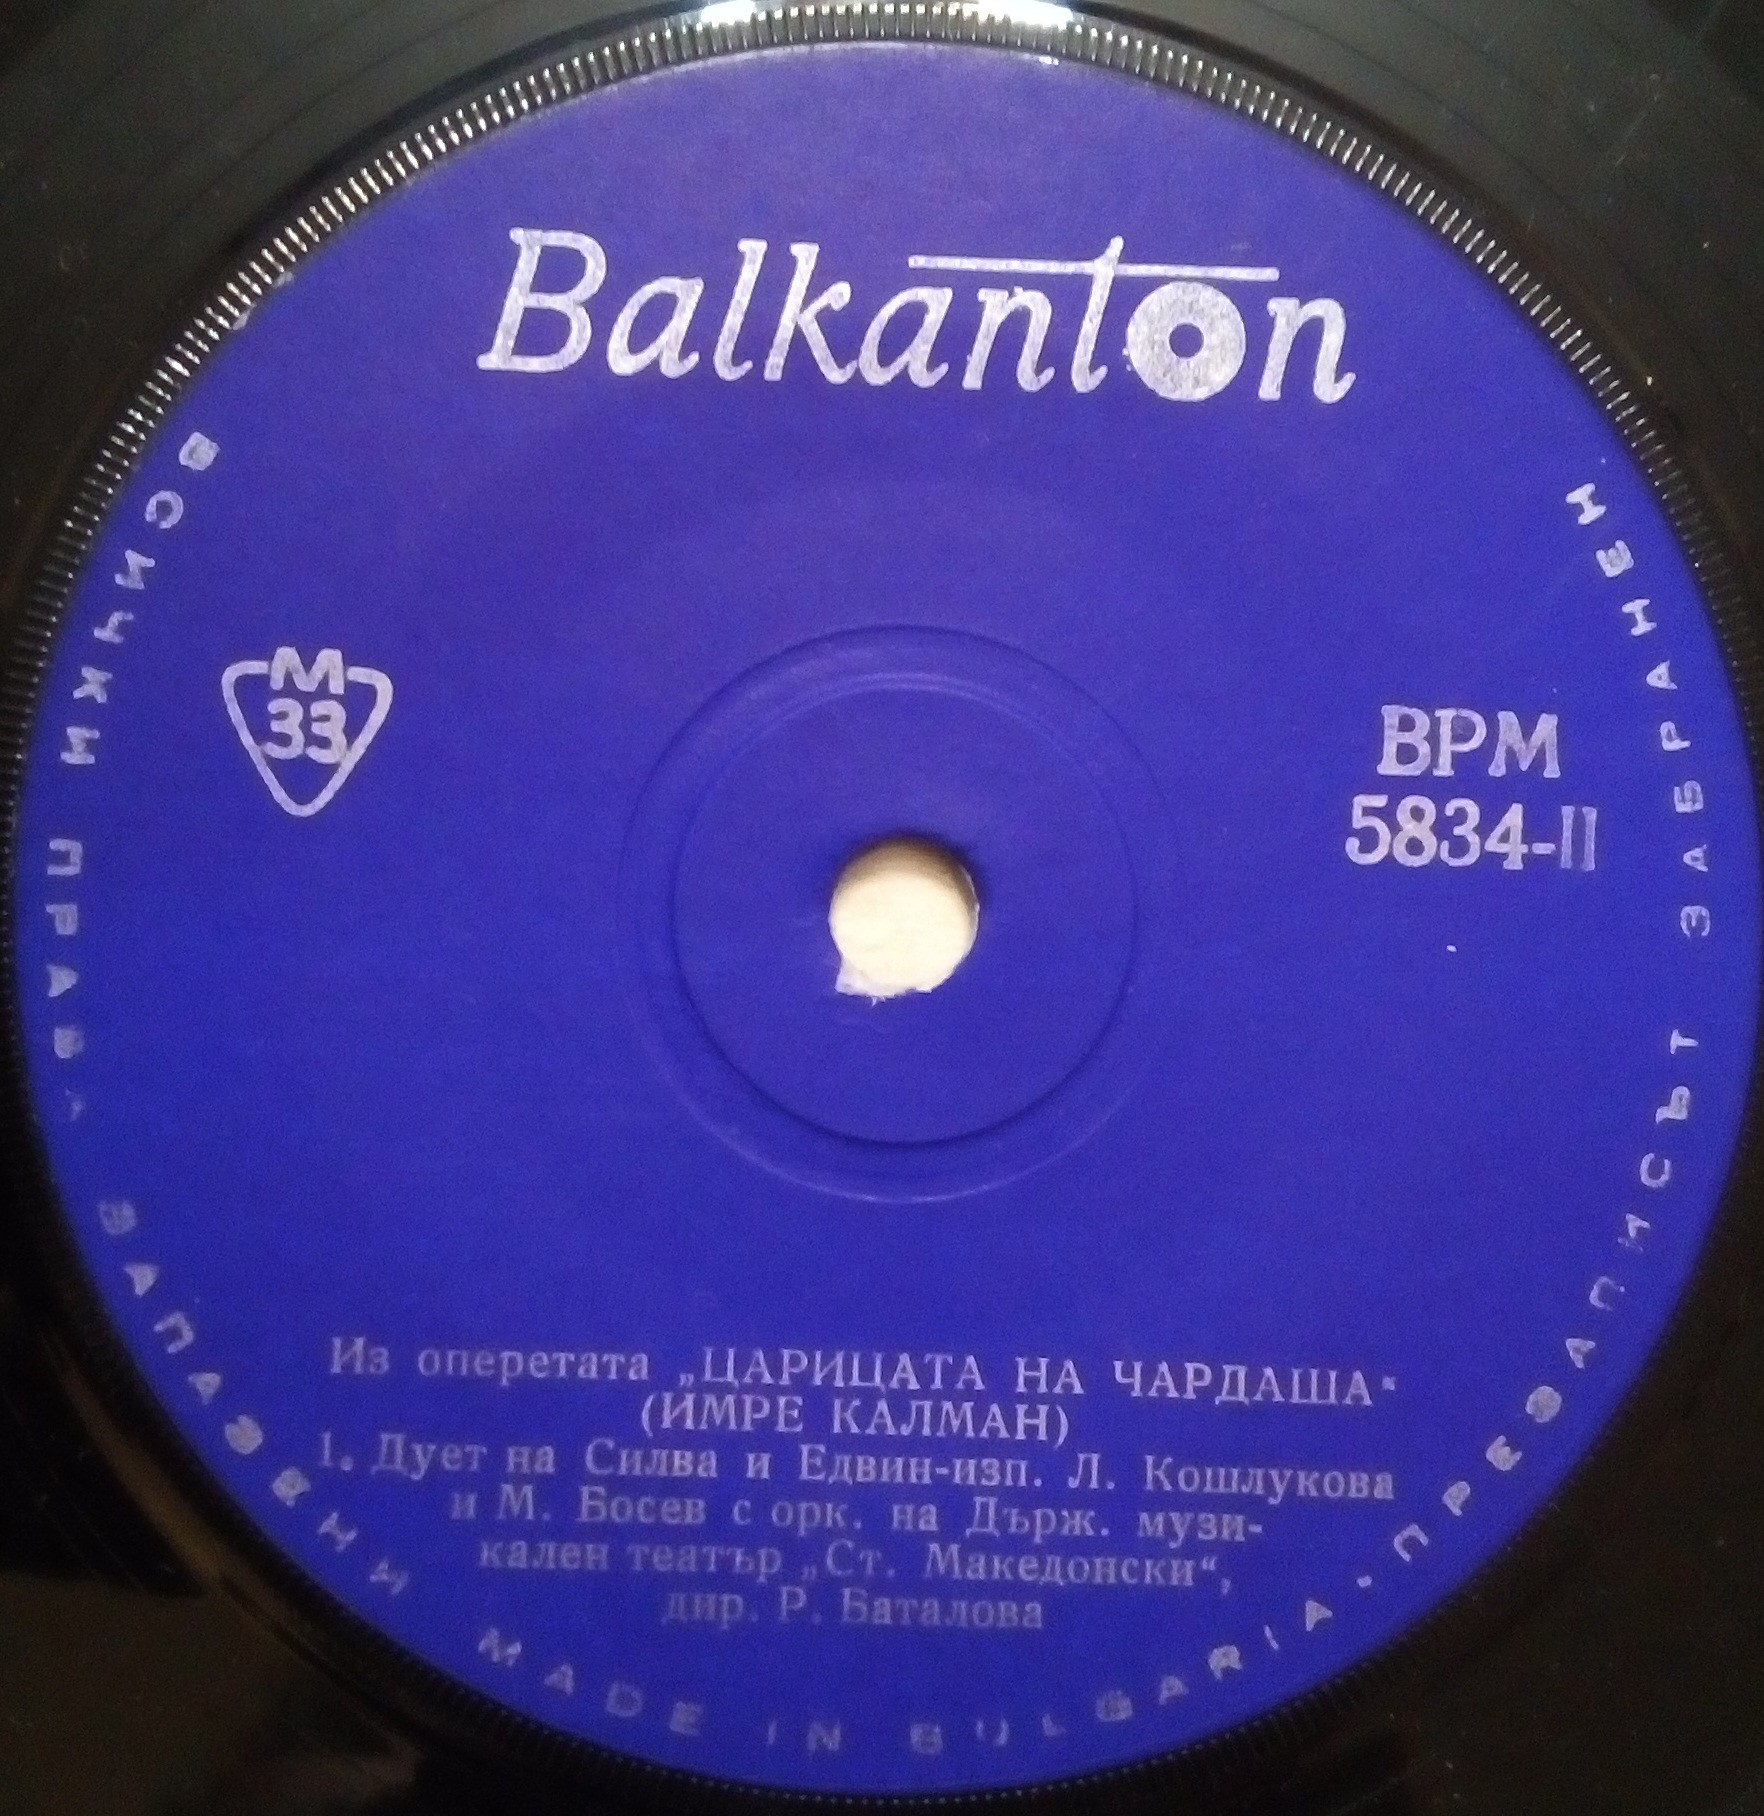 Balkanton
M
33
ВРМ
5834-II
Из оперетата „ЦАРИЦАТА НА ЧАРДАША“
(ИМРЕ КАЛМАН)
1. Дует на Силва и Едвин-изп. Л. Кошлукова
и М. Босев с орк. на Държ. музи-
кален театър „Ст. Македонски“,
дир. Р. Баталова
ВСИЧКИ ПРАВА ЗАПАЗЕНИ MADE IN BULGARIA · ПРЕЗАПИСЪТ ЗАБРАНЕН